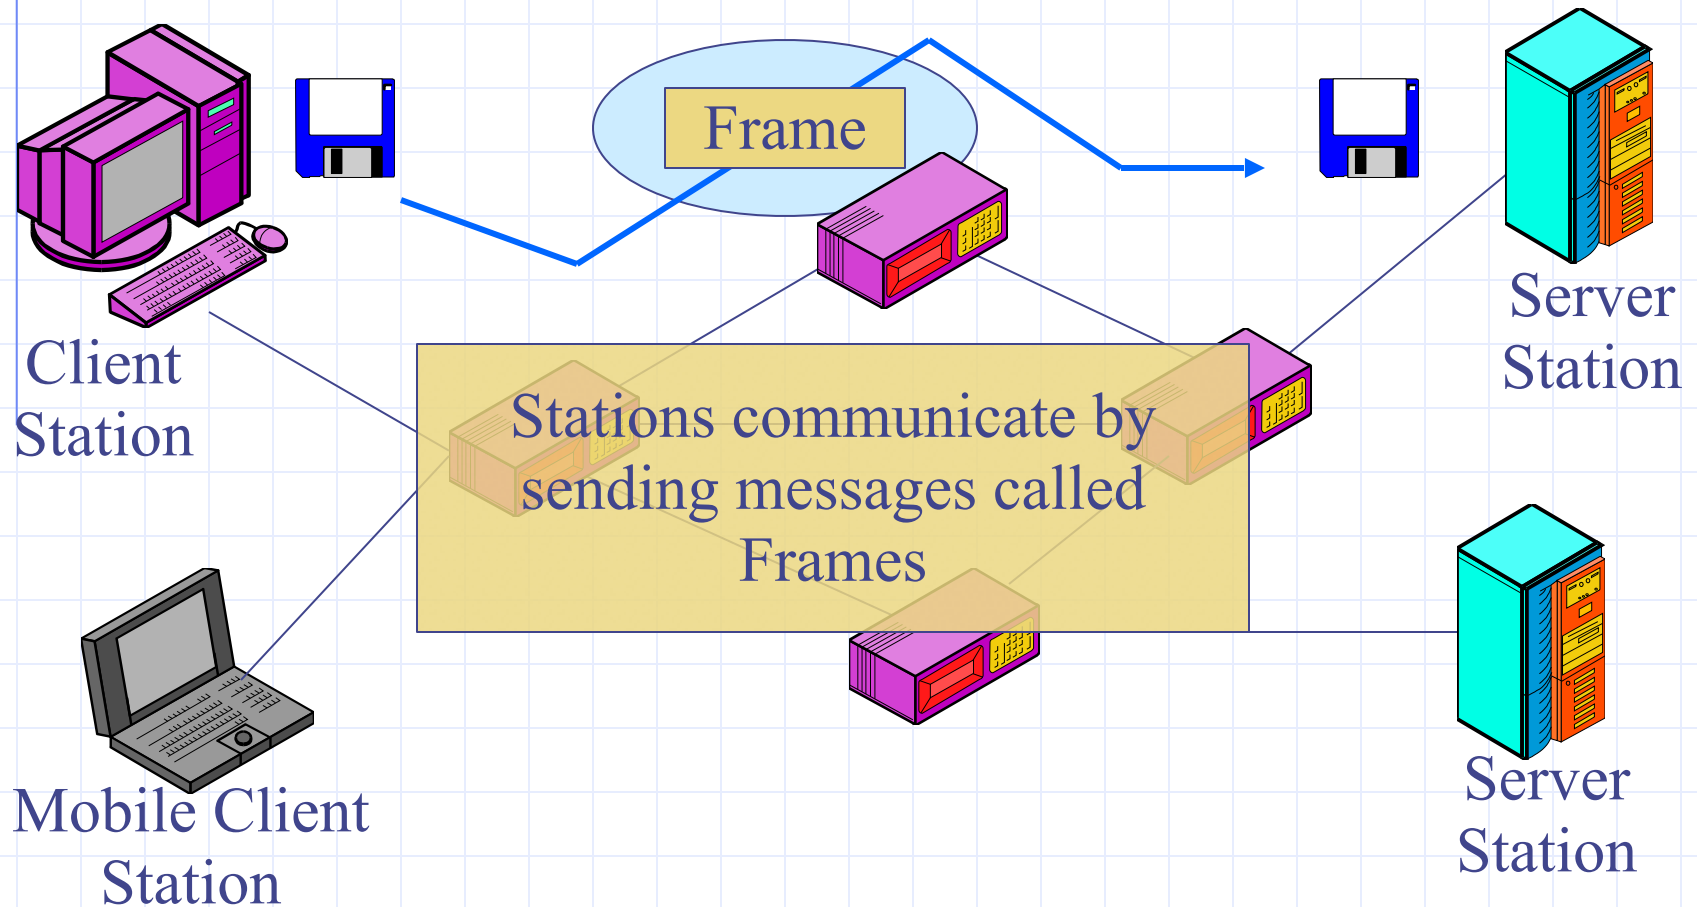 Frame
Server
Station
Client
Station
Stations communicate by
sending messages called
Frames
Mobile Client
Station
Server
Station